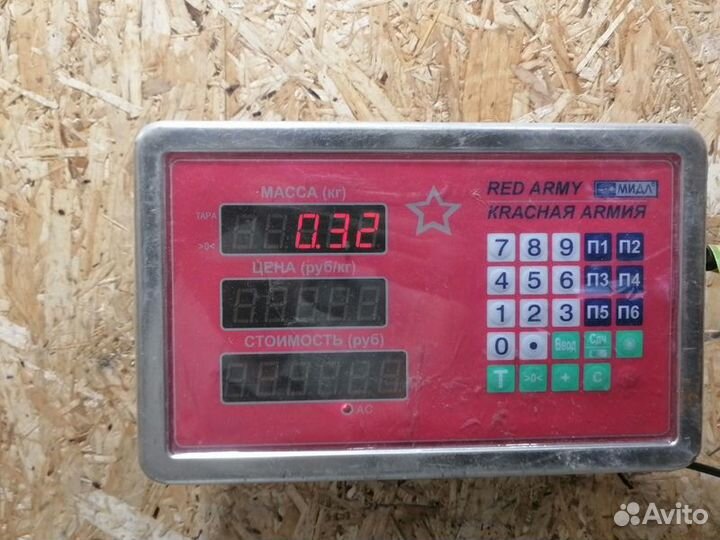 МАССА (кг)
ТАРА
>0<
0.32
ЦЕНА (руб/кг)
СТОИМОСТЬ (руб)
AC
RED ARMY МИДЛ
KRACHAЯ ARMИЯ
7 8 9 П1 П2
4 5 6 П3 П4
1 2 3 П5 П6
0 • Ввод Спч
T >0< + C
Avito